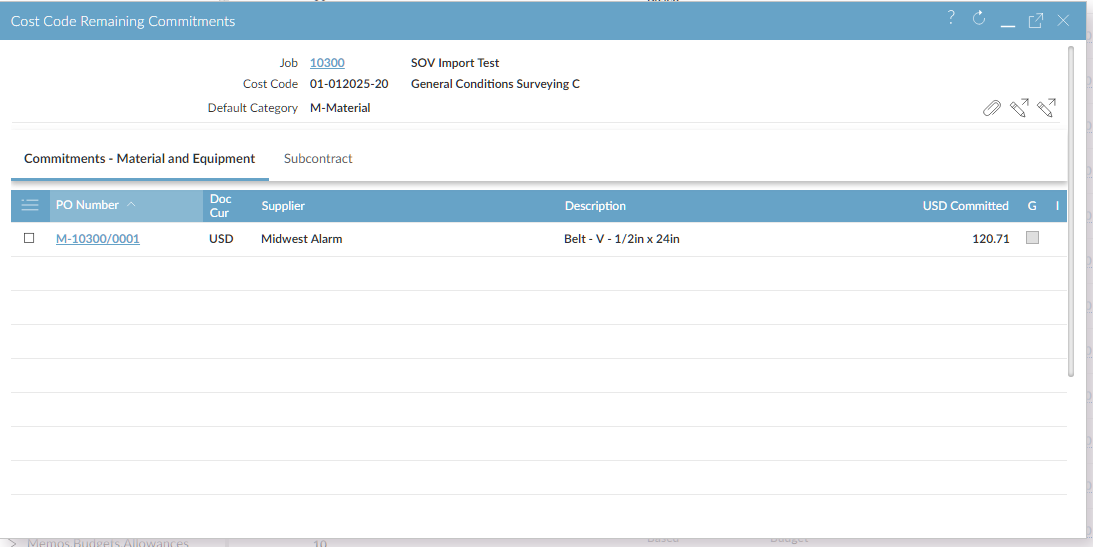 Cost Code Remaining Commitments ?
Job 10300 SOV Import Test
Cost Code 01-012025-20 General Conditions Surveying C
Default Category M-Material
Commitments - Material and Equipment Subcontract
PO Number Doc Cur Supplier Description USD Committed G I
M-10300/0001 USD Midwest Alarm Belt - V - 1/2in x 24in 120.71
Memos Budgets Allowances 10 Budget